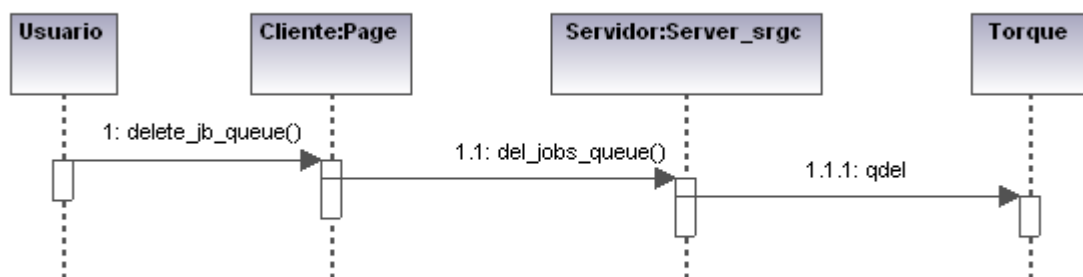 Usuario
Cliente:Page
Servidor:Server_srgc
Torque
1: delete_jb_queue()
1.1: del_jobs_queue()
1.1.1: qdel